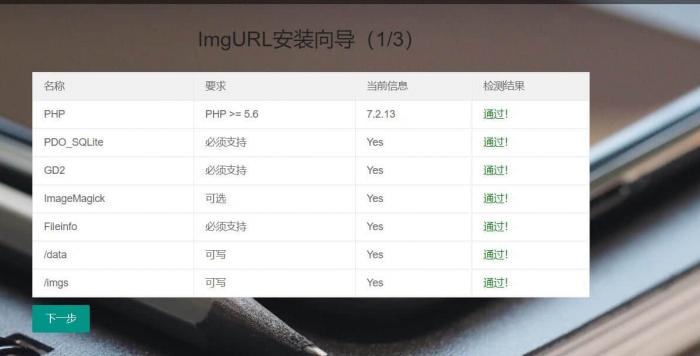 ImgURL安装向导（1/3）
名称 要求 当前信息 检测结果
PHP PHP >= 5.6 7.2.13 通过!
PDO_SQLite 必须支持 Yes 通过!
GD2 必须支持 Yes 通过!
ImageMagick 可选 Yes 通过!
Fileinfo 必须支持 Yes 通过!
/data 可写 Yes 通过!
/imgs 可写 Yes 通过!
下一步